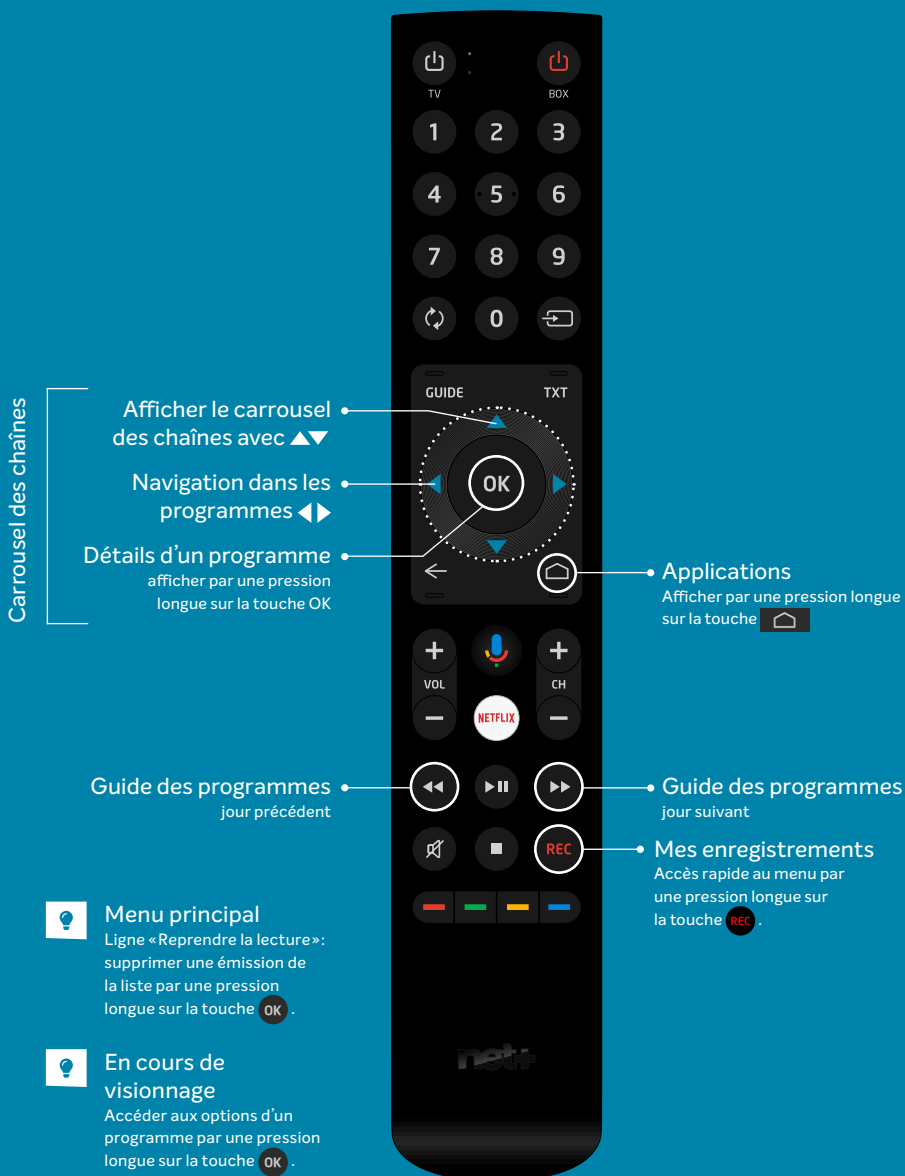 TV
BOX
1 2 3
4 5 6
7 8 9
0
GUIDE TXT
OK
VOL
CH
NETFLIX
REC
net+
Carrousel des chaînes
Afficher le carrousel
des chaînes avec ▲▼
Navigation dans les
programmes ◀▶
Détails d’un programme
afficher par une pression
longue sur la touche OK
Applications
Afficher par une pression longue
sur la touche
Guide des programmes
jour précédent
Guide des programmes
jour suivant
Mes enregistrements
Accès rapide au menu par
une pression longue sur
la touche REC .
Menu principal
Ligne «Reprendre la lecture»:
supprimer une émission de
la liste par une pression
longue sur la touche OK .
En cours de
visionnage
Accéder aux options d’un
programme par une pression
longue sur la touche OK .